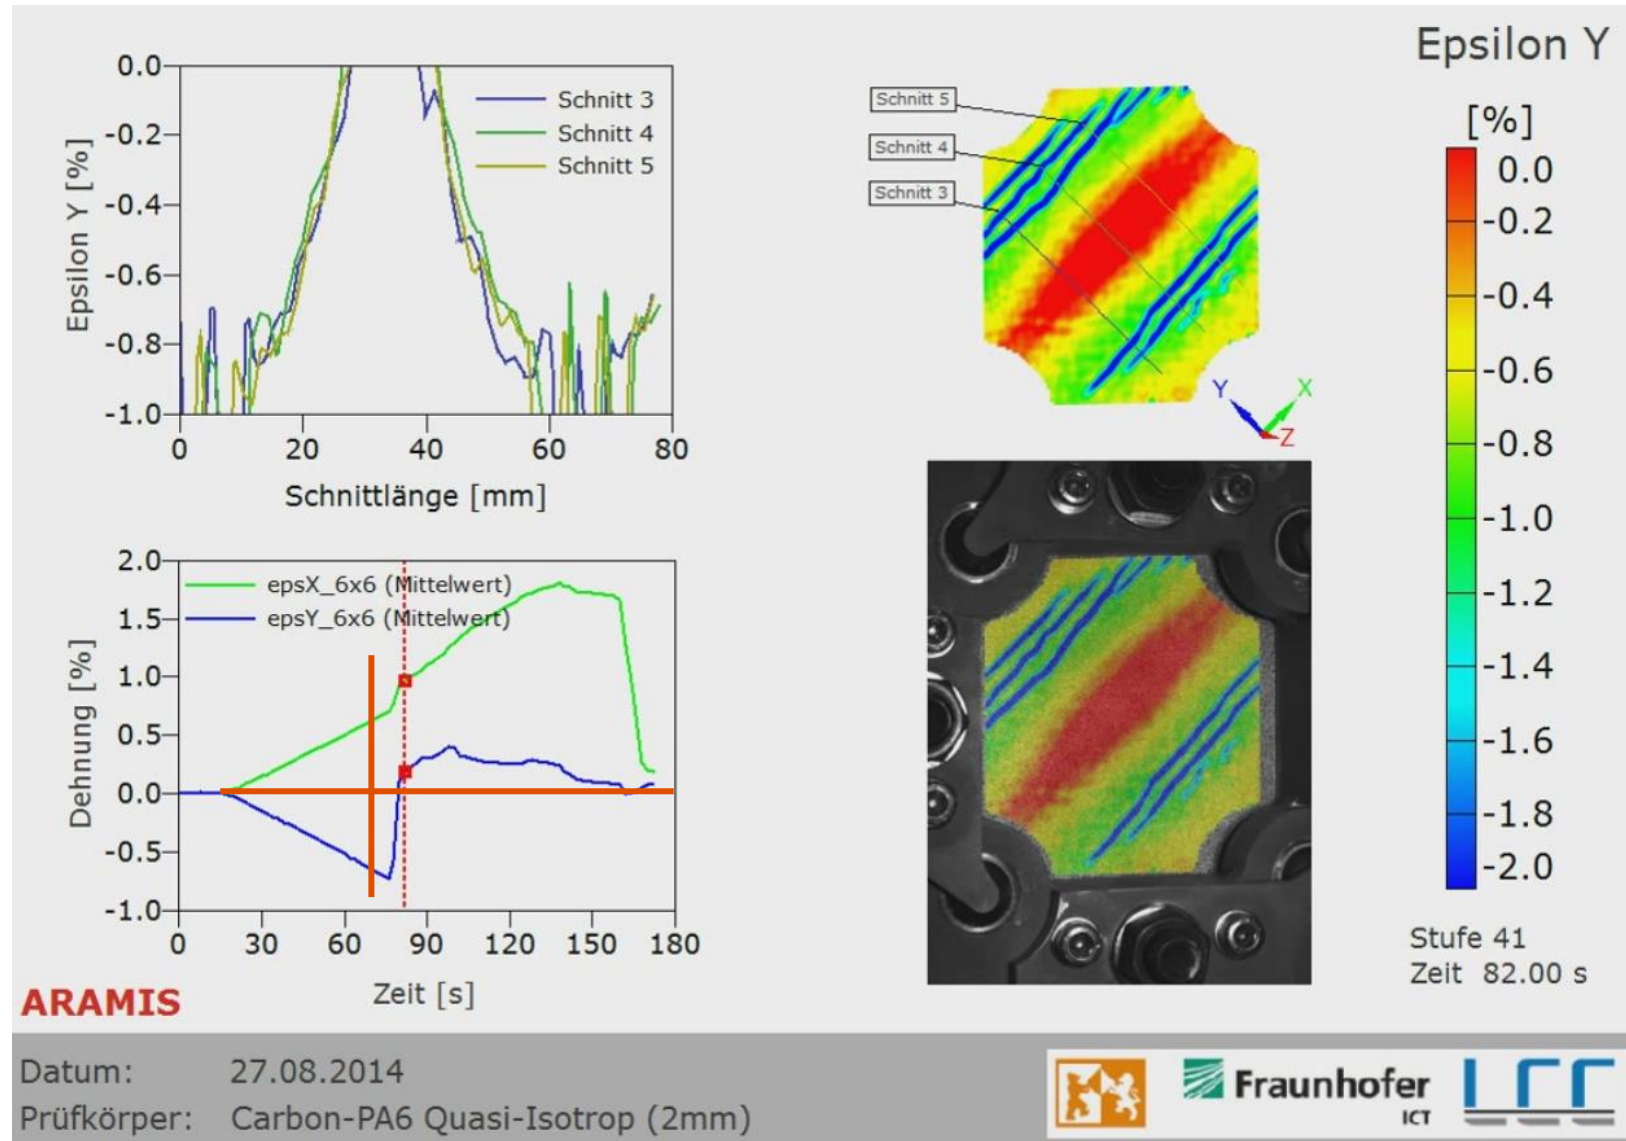 Epsilon Y
[%]
0.0
-0.2
-0.4
-0.6
-0.8
-1.0
-1.2
-1.4
-1.6
-1.8
-2.0
Stufe 41
Zeit 82.00 s
Epsilon Y [%]
0.0
-0.2
-0.4
-0.6
-0.8
-1.0
0 20 40 60 80
Schnittlänge [mm]
Schnitt 3
Schnitt 4
Schnitt 5
Schnitt 5
Schnitt 4
Schnitt 3
Y X
Z
Dehnung [%]
2.0
1.5
1.0
0.5
0.0
-0.5
-1.0
epsX_6x6 (Mittelwert)
epsY_6x6 (Mittelwert)
0 30 60 90 120 150 180
Zeit [s]
ARAMIS
Datum: 27.08.2014
Prüfkörper: Carbon-PA6 Quasi-Isotrop (2mm)
Fraunhofer
ICT
LCC